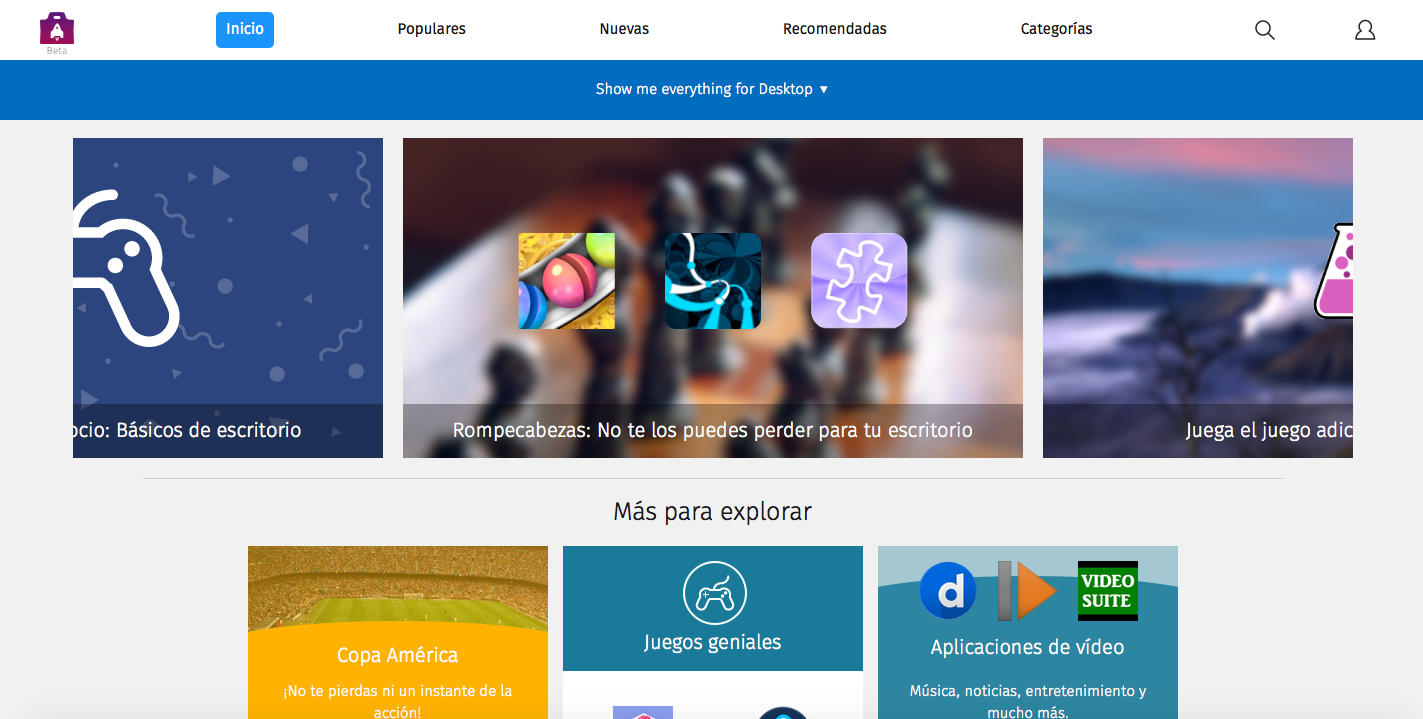 Beta
Inicio
Populares
Nuevas
Recomendadas
Categorías
Show me everything for Desktop ▼
ocio: Básicos de escritorio
Rompecabezas: No te los puedes perder para tu escritorio
Juega el juego adic
Más para explorar
Copa América
¡No te pierdas ni un instante de la
acción!
Juegos geniales
d
VIDEO
SUITE
Aplicaciones de vídeo
Música, noticias, entretenimiento y
mucho más.